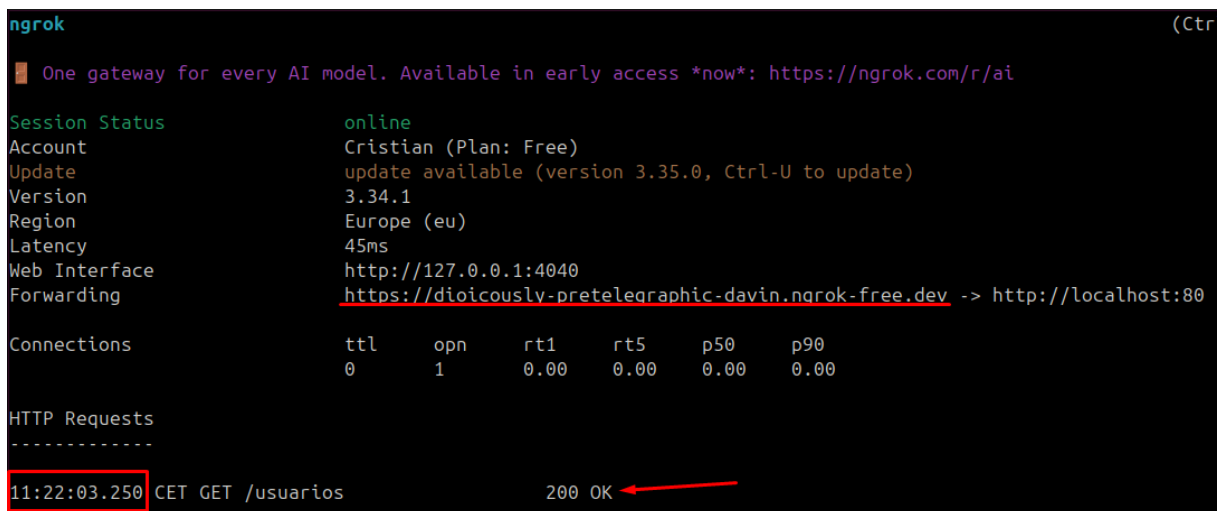 ngrok (Ctr
One gateway for every AI model. Available in early access *now*: https://ngrok.com/r/ai
Session Status online
Account Cristian (Plan: Free)
Update update available (version 3.35.0, Ctrl-U to update)
Version 3.34.1
Region Europe (eu)
Latency 45ms
Web Interface http://127.0.0.1:4040
Forwarding https://dioicously-pretelegraphic-davin.ngrok-free.dev -> http://localhost:80
Connections ttl opn rt1 rt5 p50 p90
0 1 0.00 0.00 0.00 0.00
HTTP Requests
-------------
11:22:03.250 CET GET /usuarios 200 OK